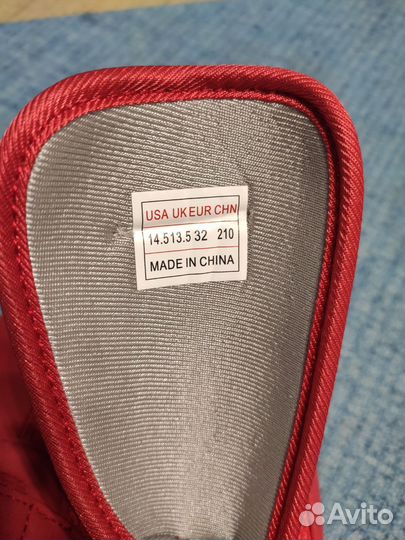 USA UKEUR CHN
14.513.5 32 210
MADE IN CHINA
Avito